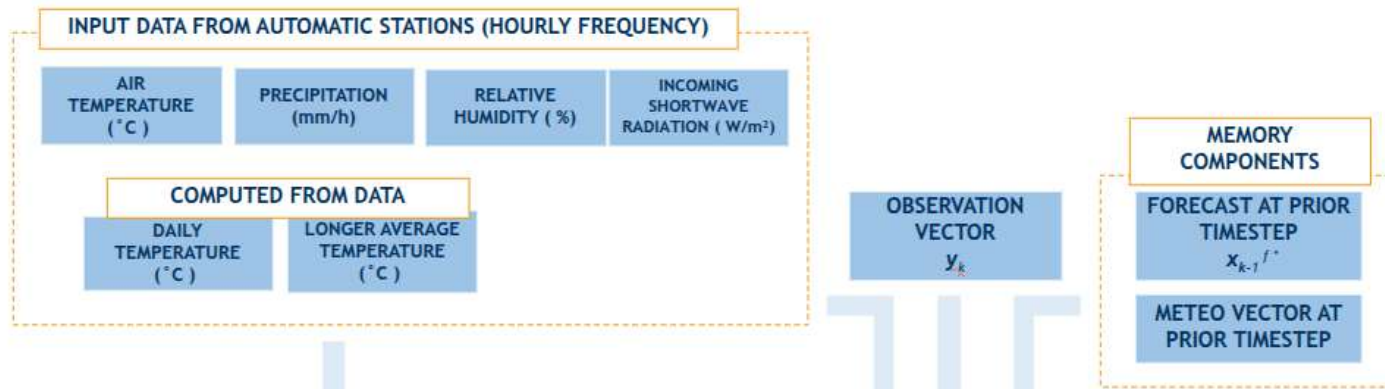 INPUT DATA FROM AUTOMATIC STATIONS (HOURLY FREQUENCY)
AIR
TEMPERATURE
(˚C )
PRECIPITATION
(mm/h)
RELATIVE
HUMIDITY ( %)
INCOMING
SHORTWAVE
RADIATION ( W/m²)
COMPUTED FROM DATA
DAILY
TEMPERATURE
(˚C )
LONGER AVERAGE
TEMPERATURE
(˚C )
OBSERVATION
VECTOR
yk
MEMORY
COMPONENTS
FORECAST AT PRIOR
TIMESTEP
xk-1 f *
METEO VECTOR AT
PRIOR TIMESTEP